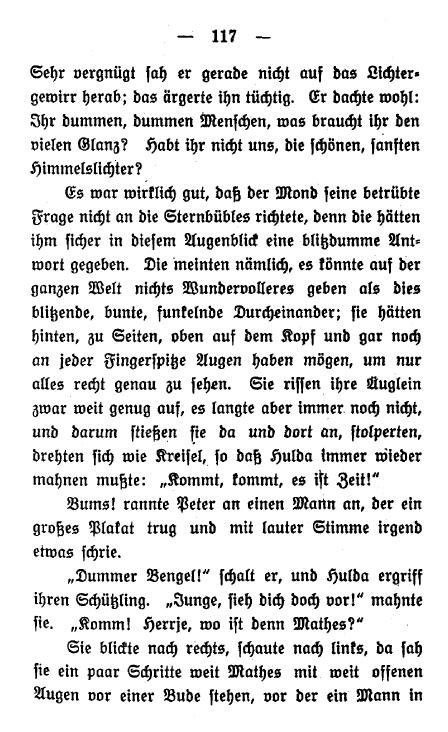 — 117 —
Sehr vergnügt sah er gerade nicht auf das Lichter-
gewirr herab; das ärgerte ihn tüchtig. Er dachte wohl:
Ihr dummen, dummen Menschen, was braucht ihr den
vielen Glanz? Habt ihr nicht uns, die schönen, sanften
Himmelslichter?
Es war wirklich gut, daß der Mond seine betrübte
Frage nicht an die Sternbübles richtete, denn die hätten
ihm sicher in diesem Augenblick eine blitzdumme Ant-
wort gegeben. Die meinten nämlich, es könnte auf der
ganzen Welt nichts Wundervolleres geben als dies
blitzende, bunte, funkelnde Durcheinander; sie hätten
hinten, zu Seiten, oben auf dem Kopf und gar noch
an jeder Fingerspitze Augen haben mögen, um nur
alles recht genau zu sehen. Sie rissen ihre Äuglein
zwar weit genug auf, es langte aber immer noch nicht,
und darum stießen sie da und dort an, stolperten,
drehten sich wie Kreisel, so daß Hulda immer wieder
mahnen mußte: „Kommt, kommt, es ist Zeit!“
Bums! rannte Peter an einen Mann an, der ein
großes Plakat trug und mit lauter Stimme irgend
etwas schrie.
„Dummer Bengel!“ schalt er, und Hulda ergriff
ihren Schützling. „Junge, sieh dich doch vor!“ mahnte
sie. „Komm! Herrje, wo ist denn Mathes?“
Sie blickte nach rechts, schaute nach links, da sah
sie ein paar Schritte weit Mathes mit weit offenen
Augen vor einer Bude stehen, vor der ein Mann in